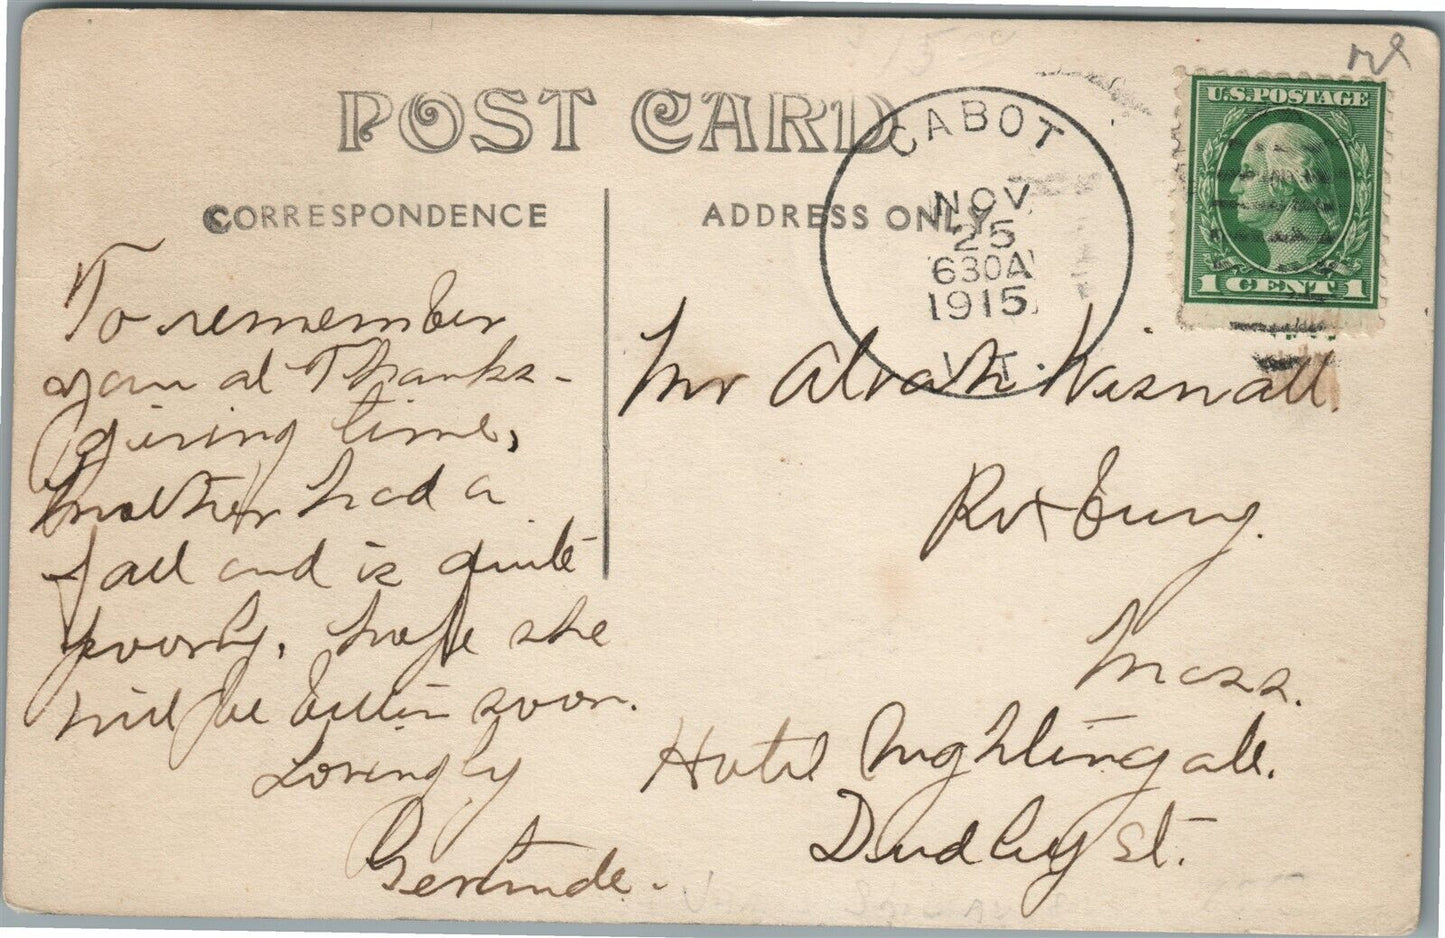 POST CARD
CORRESPONDENCE
ADDRESS ONLY
CABOT
NOV
25
630A
1915
VT.
U.S. POSTAGE
1 CENT 1
To remember
you at Thanks-
giving time,
Mother had a
fall and is quite
poorly, hope she
will be better soon.
Lovingly
Gertrude.
Mr Alvah Wisnall.
Roxbury.
Mass.
Hotel Nightingale.
Dudley St.